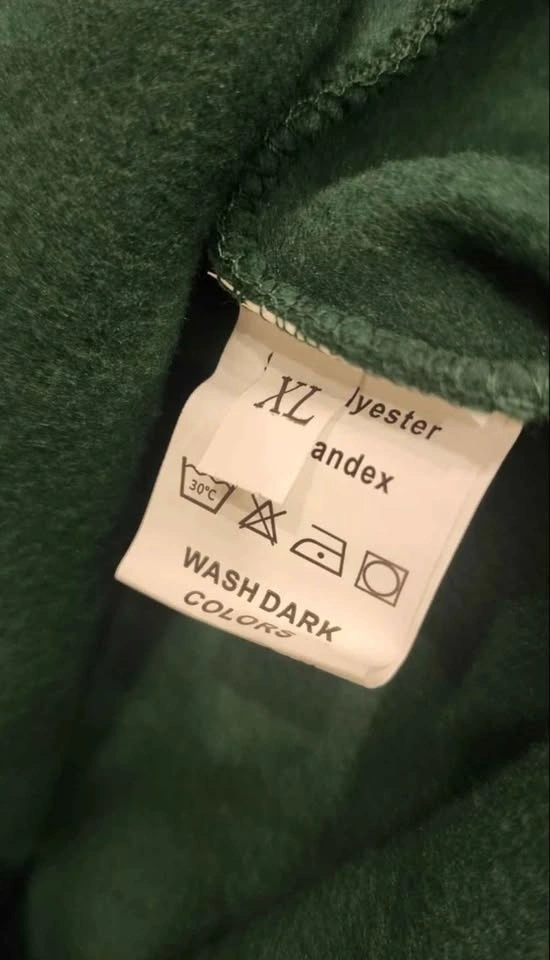 XL
lyester
andex
30°C
WASH DARK
COLORS